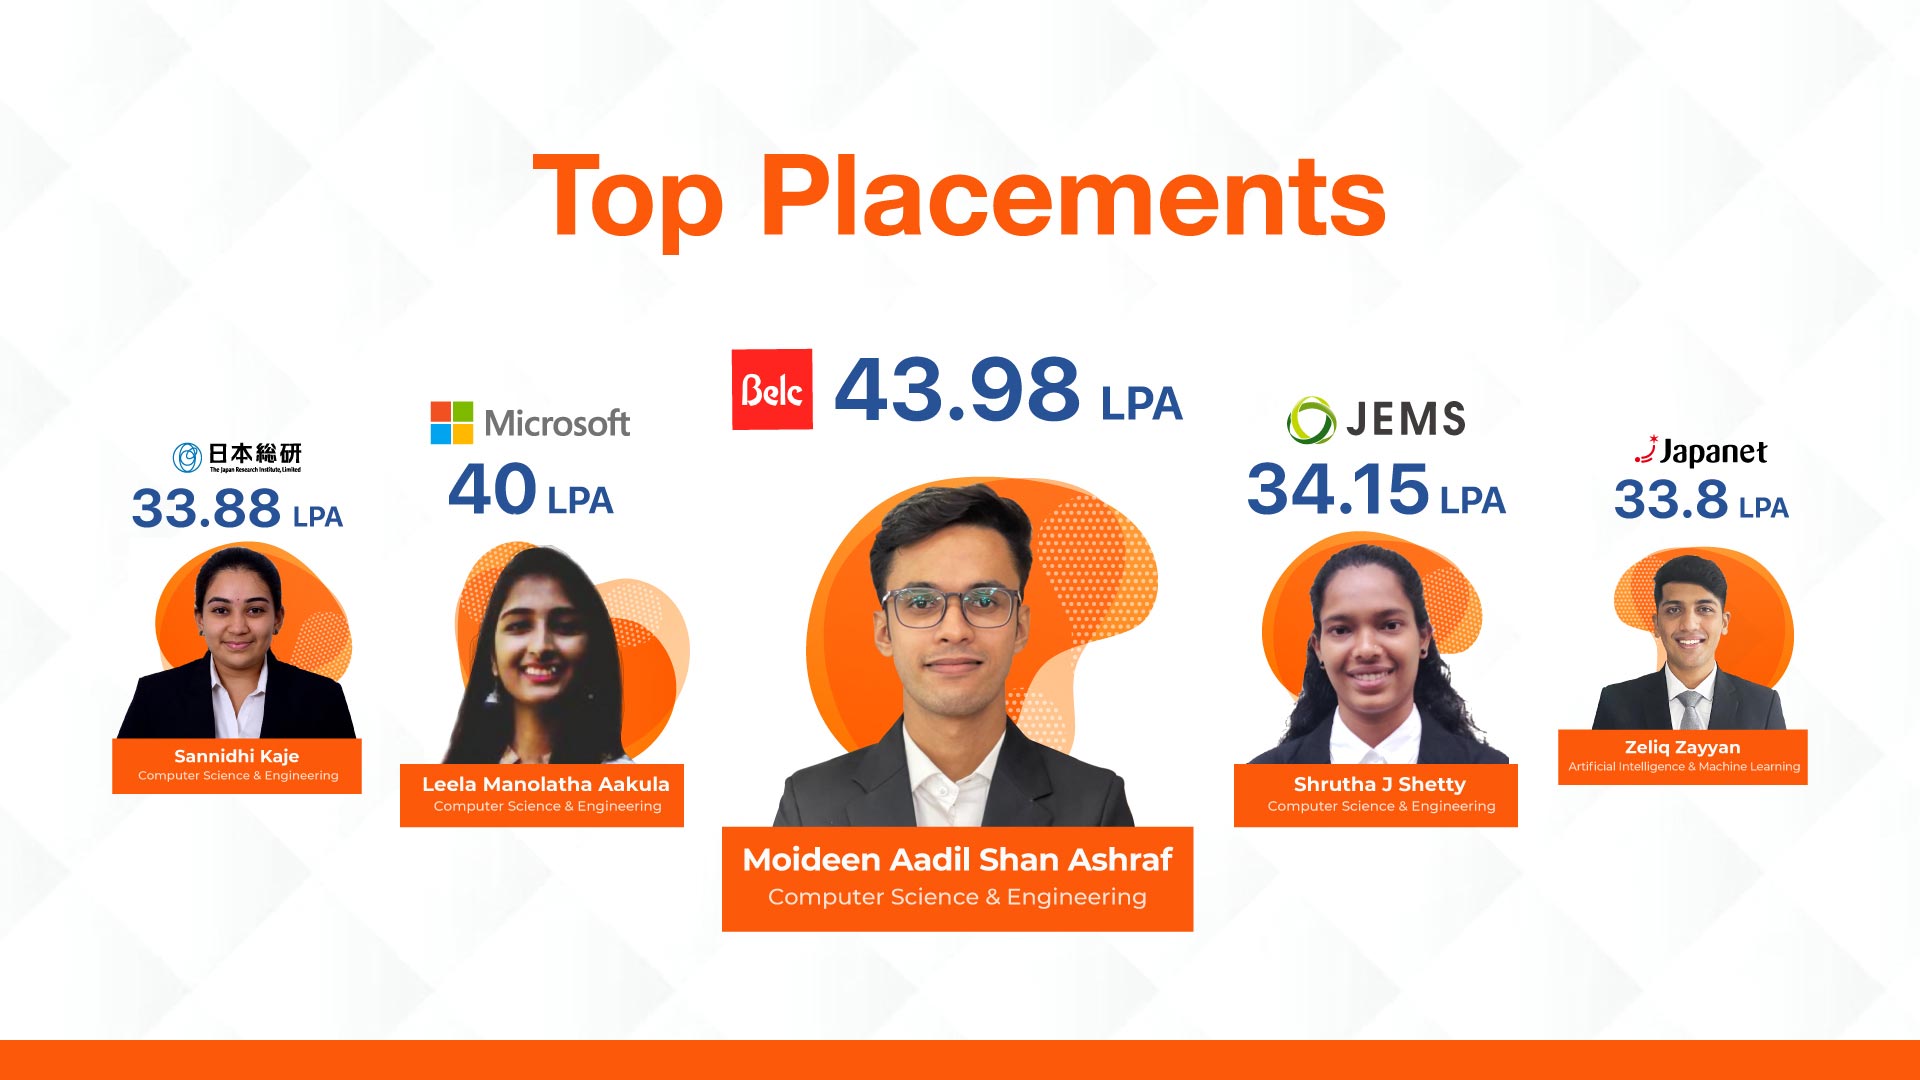 Top Placements
日本総研
The Japan Research Institute, Limited
33.88 LPA
Sannidhi Kaje
Computer Science & Engineering
Microsoft
40 LPA
Leela Manolatha Aakula
Computer Science & Engineering
Belc
43.98 LPA
Moideen Aadil Shan Ashraf
Computer Science & Engineering
JEMS
34.15 LPA
Shrutha J Shetty
Computer Science & Engineering
Japanet
33.8 LPA
Zeliq Zayyan
Artificial Intelligence & Machine Learning